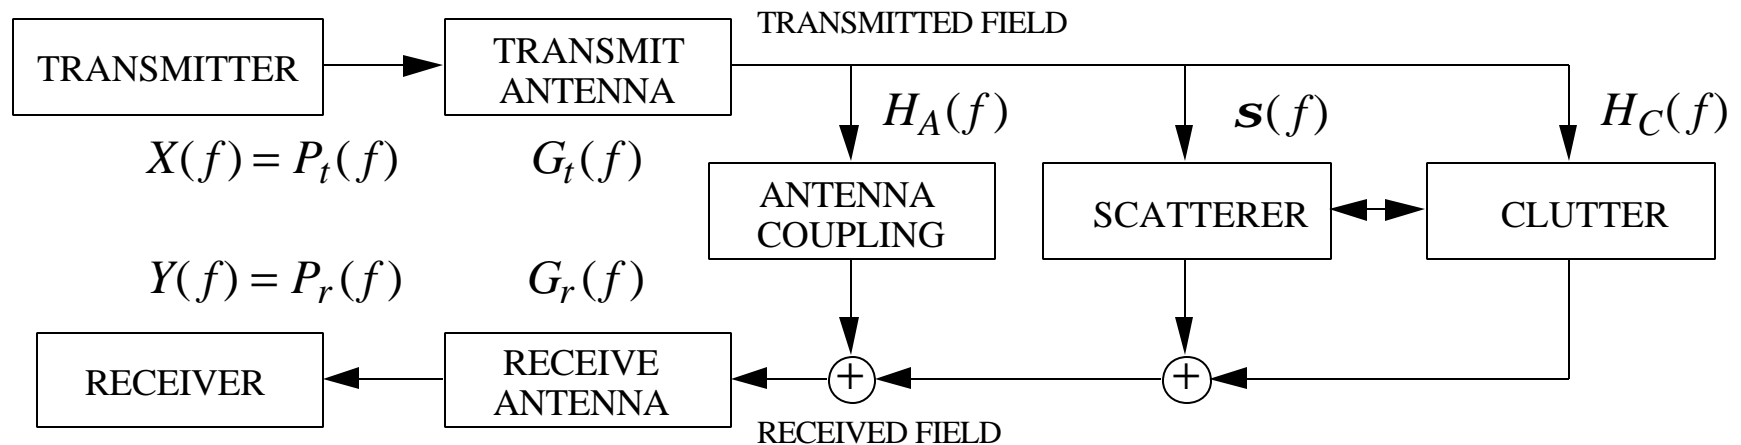 TRANSMITTED FIELD
TRANSMITTER
TRANSMIT
ANTENNA
H_A(f)
s(f)
H_C(f)
X(f) = P_t(f)
G_t(f)
ANTENNA
COUPLING
SCATTERER
CLUTTER
Y(f) = P_r(f)
G_r(f)
RECEIVER
RECEIVE
ANTENNA
+
+
RECEIVED FIELD